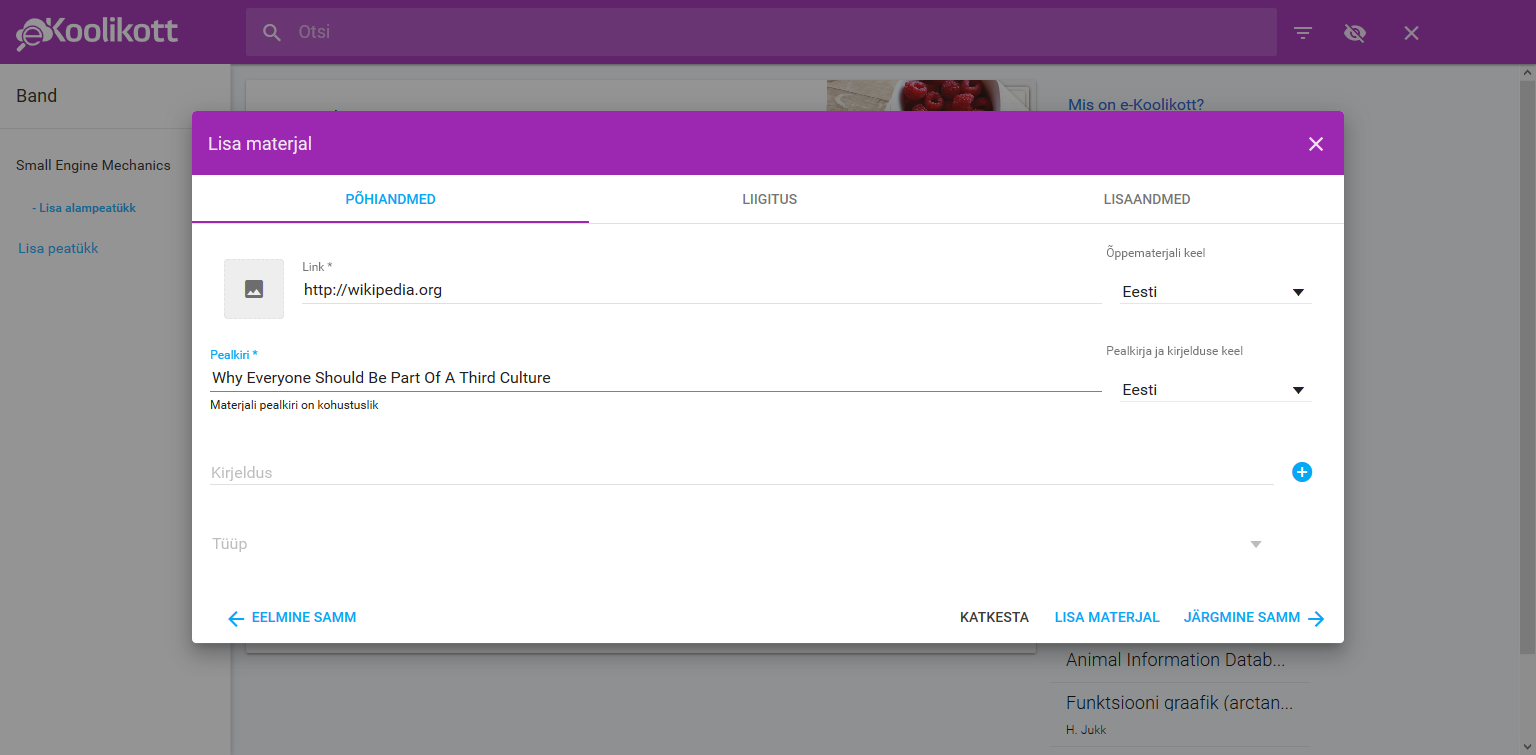 eKoolikott
Otsi
Band
Small Engine Mechanics
- Lisa alampeatükk
Lisa peatükk
Mis on e-Koolikott?
Lisa materjal
PÕHIANDMED
LIIGITUS
LISAANDMED
Link *
http://wikipedia.org
Õppematerjali keel
Eesti
Pealkiri *
Why Everyone Should Be Part Of A Third Culture
Materjali pealkiri on kohustuslik
Pealkirja ja kirjelduse keel
Eesti
Kirjeldus
Tüüp
EELMINE SAMM
KATKESTA
LISA MATERJAL
JÄRGMINE SAMM
Animal Information Datab...
Funktsiooni graafik (arctan...
H. Jukk